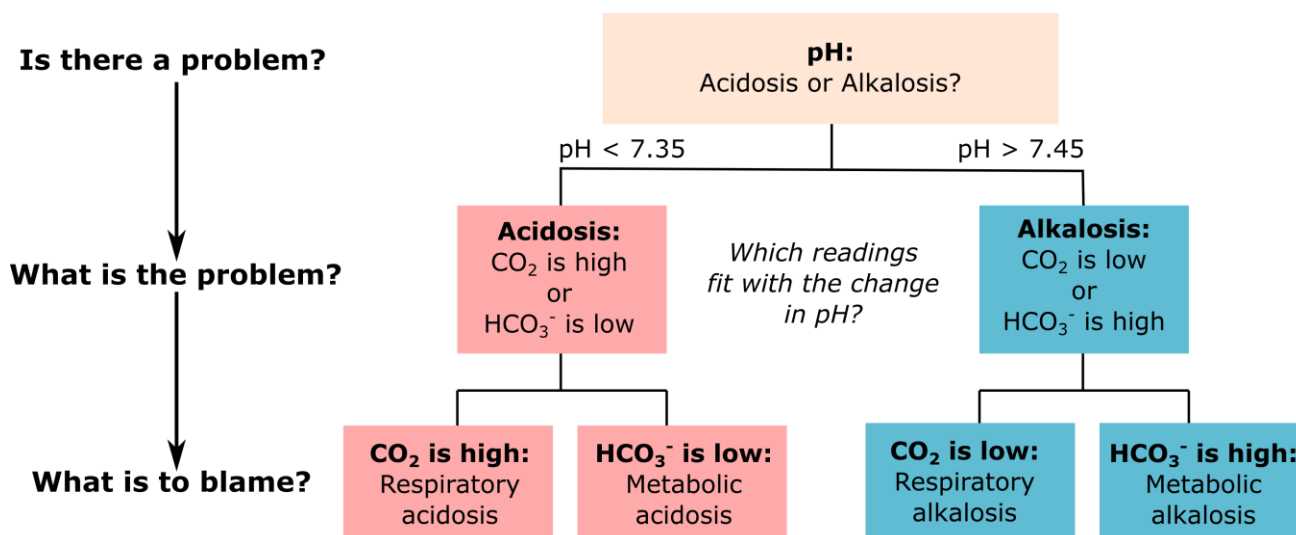 Is there a problem?
What is the problem?
What is to blame?
pH:
Acidosis or Alkalosis?
pH < 7.35
pH > 7.45
Acidosis:
CO₂ is high
or
HCO₃⁻ is low
Which readings
fit with the change
in pH?
Alkalosis:
CO₂ is low
or
HCO₃⁻ is high
CO₂ is high:
Respiratory
acidosis
HCO₃⁻ is low:
Metabolic
acidosis
CO₂ is low:
Respiratory
alkalosis
HCO₃⁻ is high:
Metabolic
alkalosis